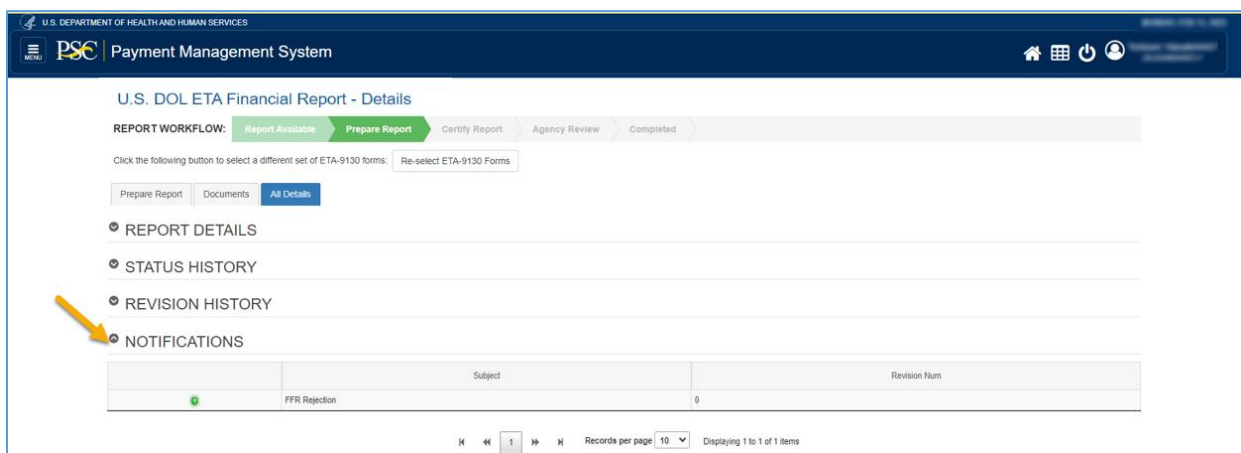 U.S. DEPARTMENT OF HEALTH AND HUMAN SERVICES
MENU PSC Payment Management System
U.S. DOL ETA Financial Report - Details
REPORT WORKFLOW: Report Available Prepare Report Certify Report Agency Review Completed
Click the following button to select a different set of ETA-9130 forms: Re-select ETA-9130 Forms
Prepare Report Documents All Details
REPORT DETAILS
STATUS HISTORY
REVISION HISTORY
NOTIFICATIONS
Subject Revision Num
FFR Rejection 0
1 Records per page 10 Displaying 1 to 1 of 1 items